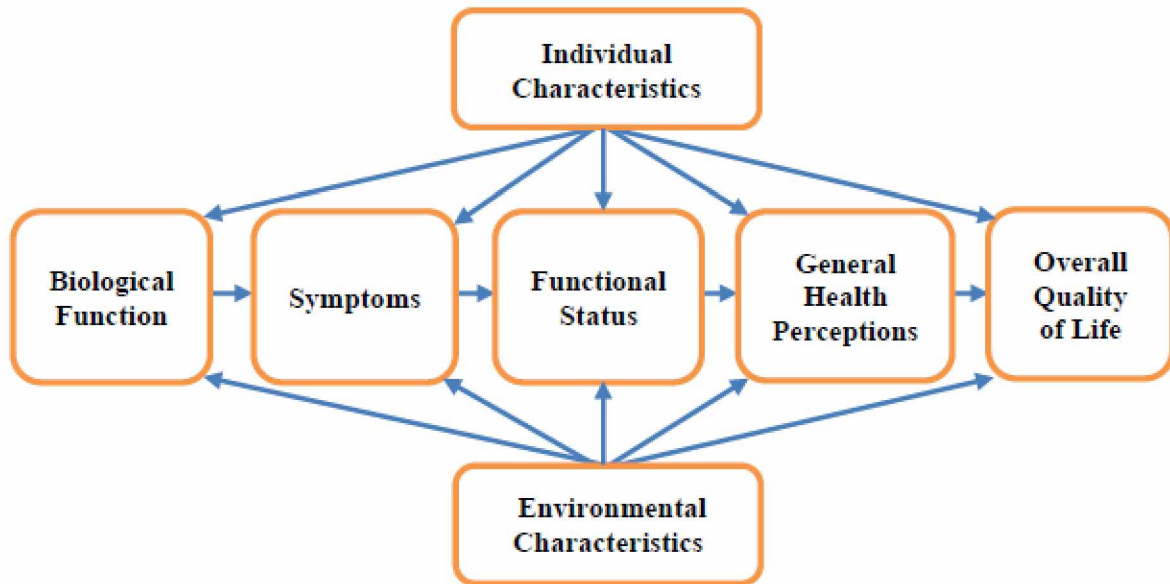 Individual
Characteristics
Biological
Function
Symptoms
Functional
Status
General
Health
Perceptions
Overall
Quality
of Life
Environmental
Characteristics